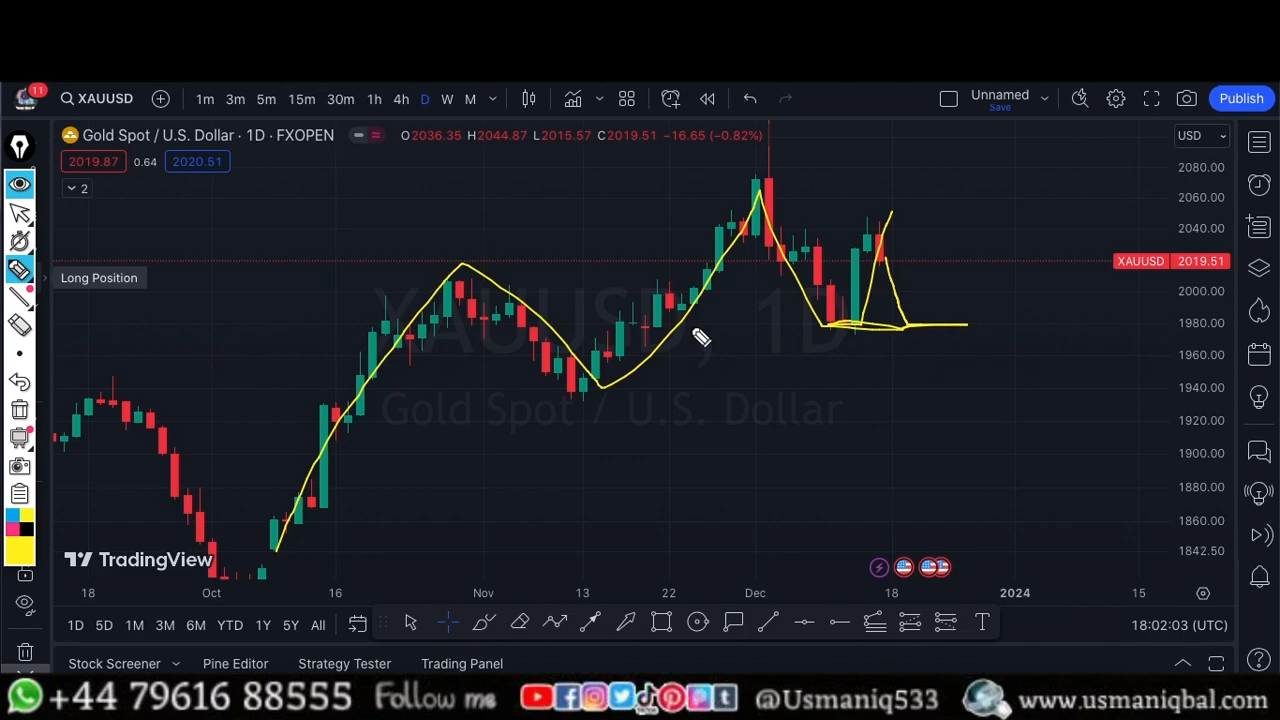 11
XAUUSD
1m 3m 5m 15m 30m 1h 4h D W M
Unnamed
Save
Publish
Gold Spot / U.S. Dollar · 1D · FXOPEN
O2036.35 H2044.87 L2015.57 C2019.51 −16.65 (−0.82%)
USD
2019.87 0.64 2020.51
2
2080.00
2060.00
2040.00
XAUUSD 2019.51
Long Position
2000.00
1980.00
1960.00
1940.00
1920.00
1900.00
1880.00
1860.00
1842.50
XAUUSD, 1D
Gold Spot / U.S. Dollar
TradingView
18 Oct 16 Nov 13 22 Dec 18 2024 15
1D 5D 1M 3M 6M YTD 1Y 5Y All
18:02:03 (UTC)
Stock Screener Pine Editor Strategy Tester Trading Panel
+44 79616 88555 Follow me @Usmaniq533 www.usmaniqbal.com